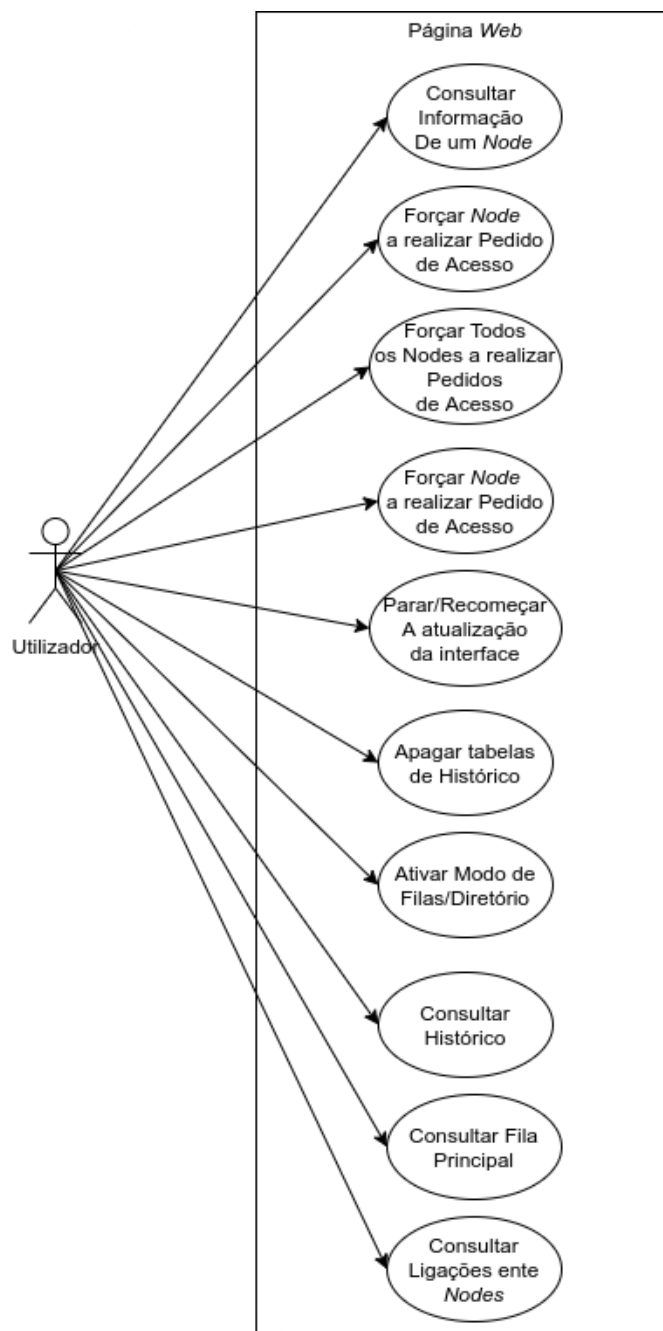 Página Web
Consultar
Informação
De um Node
Forçar Node
a realizar Pedido
de Acesso
Forçar Todos
os Nodes a realizar
Pedidos
de Acesso
Forçar Node
a realizar Pedido
de Acesso
Utilizador
Parar/Recomeçar
A atualização
da interface
Apagar tabelas
de Histórico
Ativar Modo de
Filas/Diretório
Consultar
Histórico
Consultar Fila
Principal
Consultar
Ligações ente
Nodes